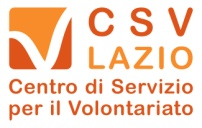 CSV
LAZIO
Centro di Servizio
per il Volontariato